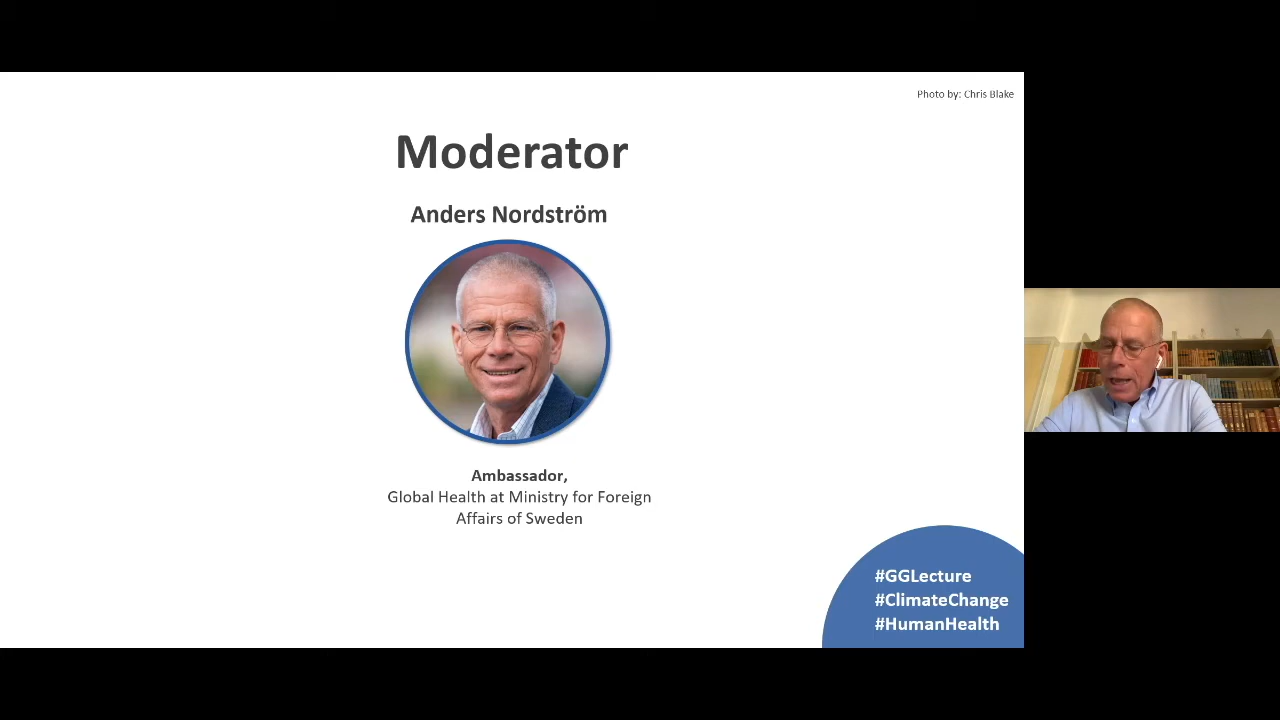 Photo by: Chris Blake
Moderator
Anders Nordström
Ambassador,
Global Health at Ministry for Foreign
Affairs of Sweden
#GGLecture
#ClimateChange
#HumanHealth